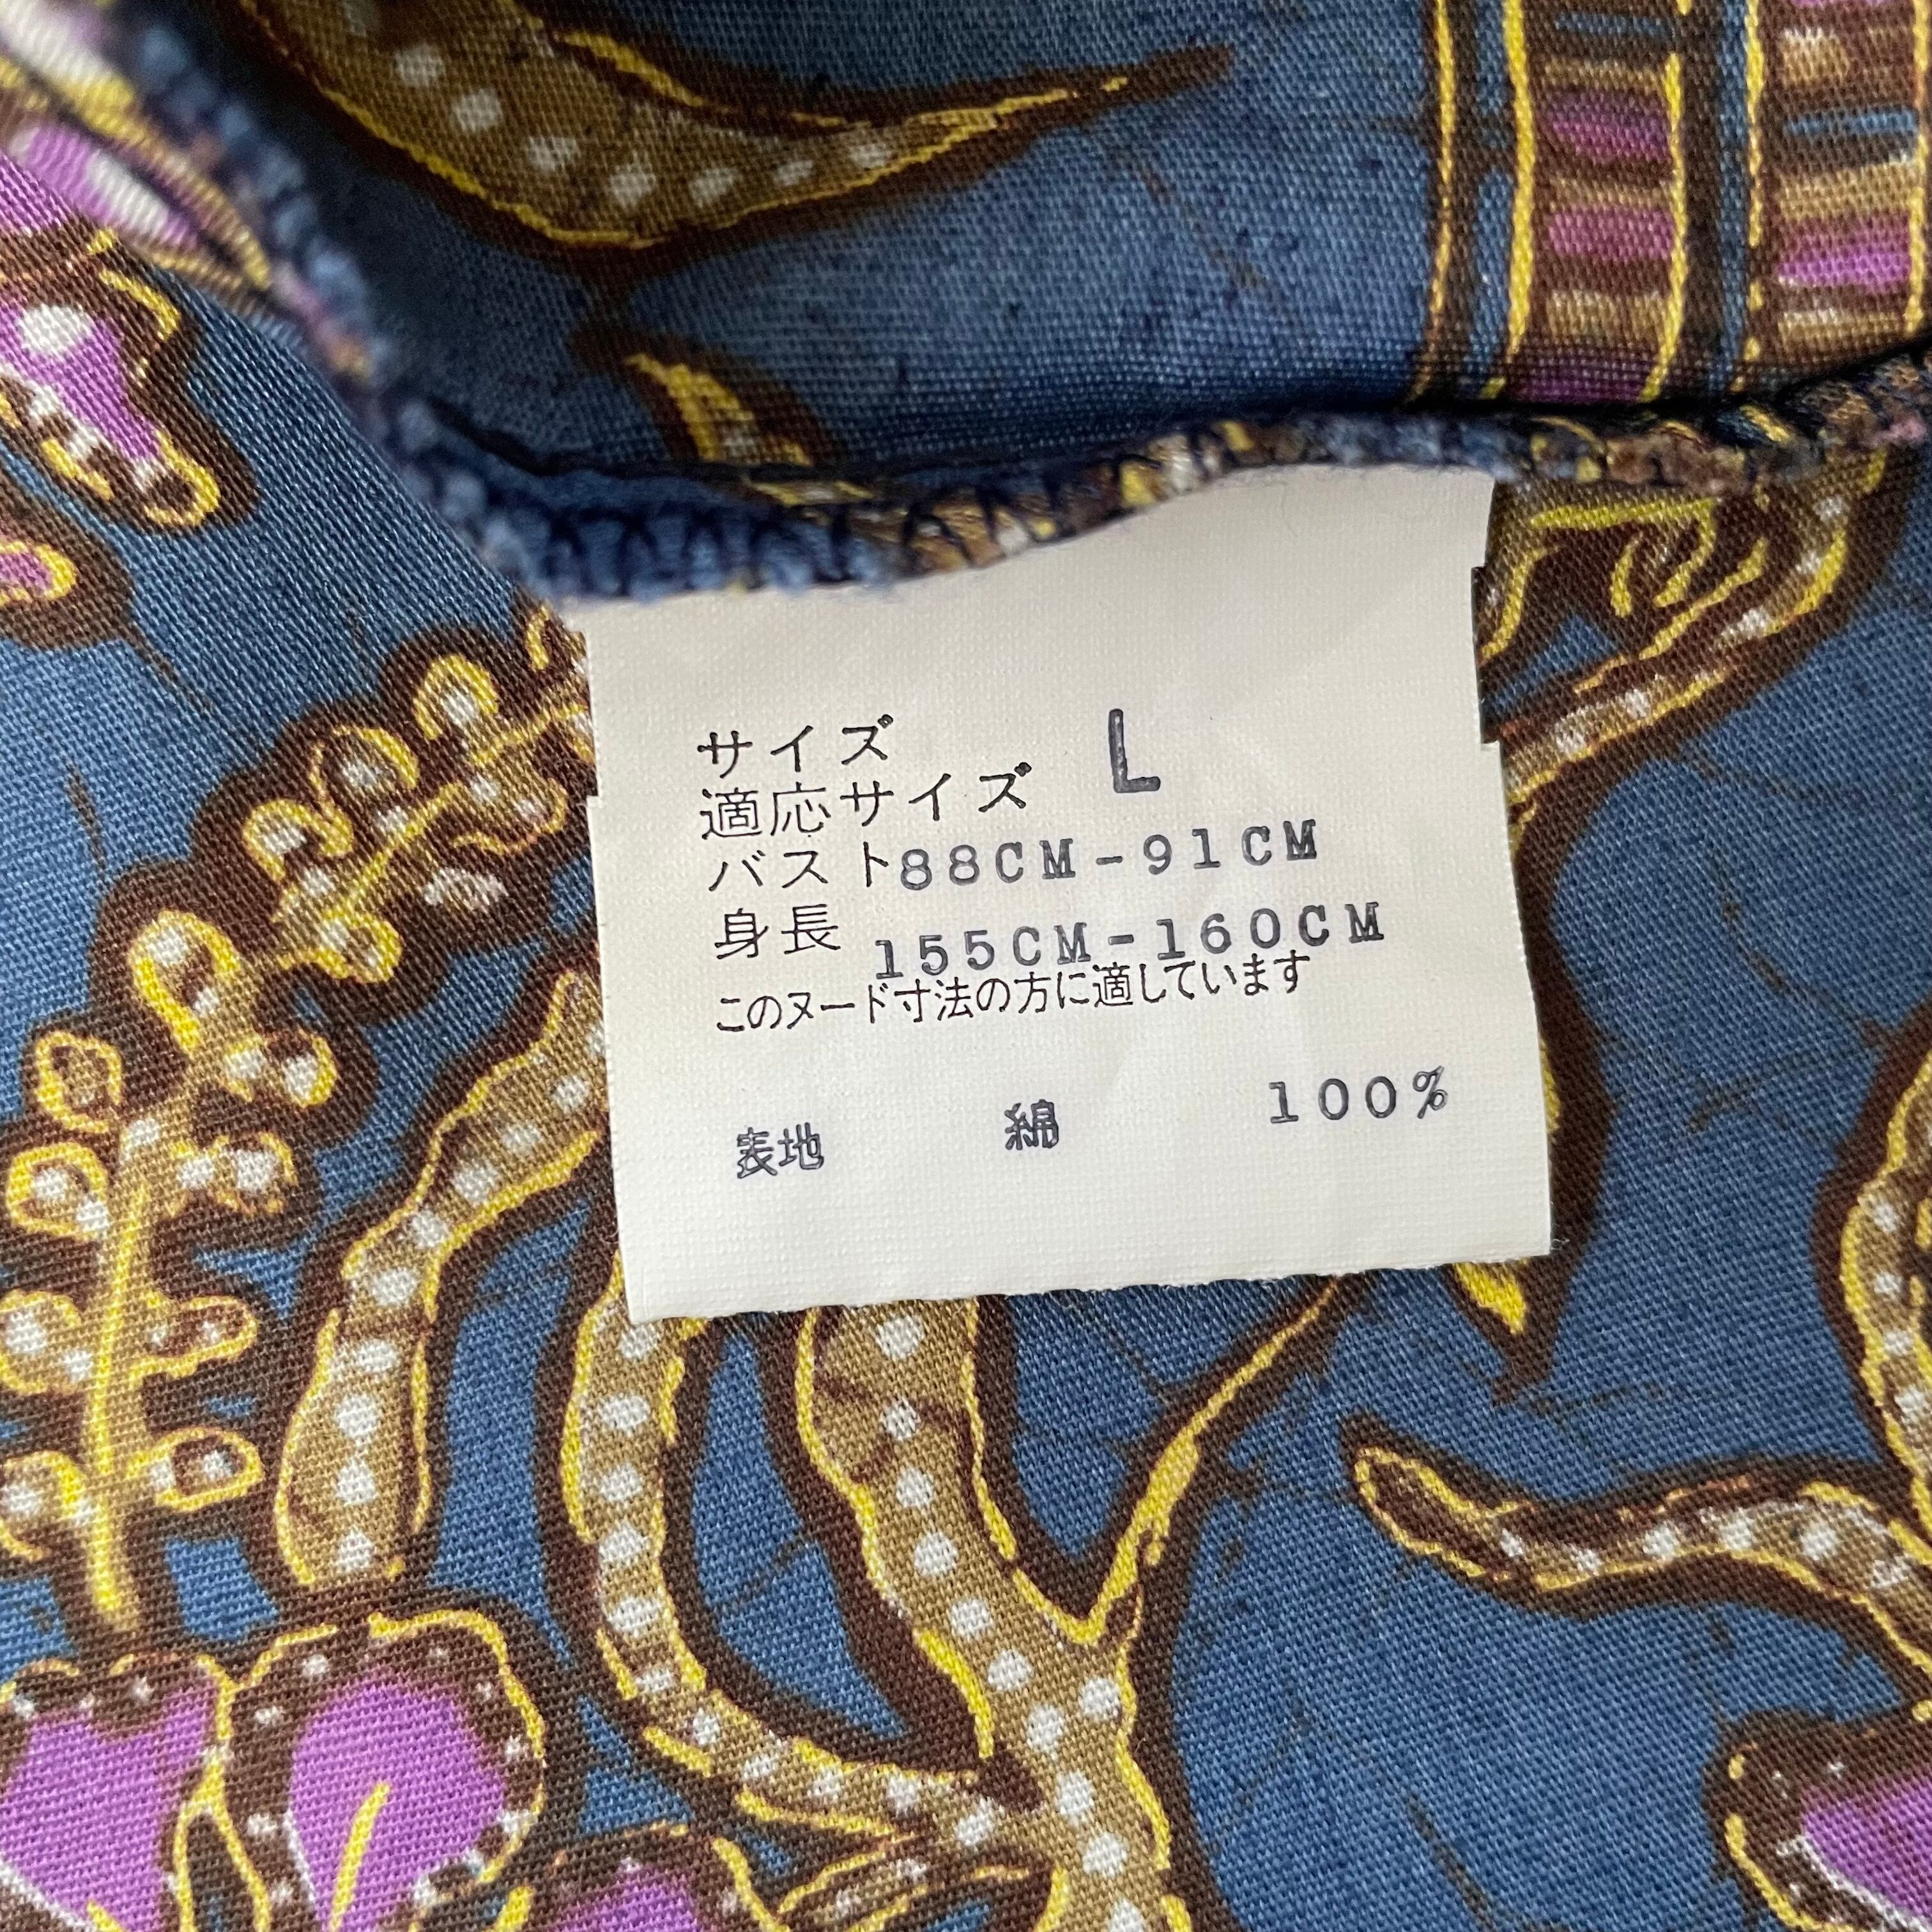 サイズ L
適応サイズ
バスト88CM-91CM
身長 155CM-160CM
このヌード寸法の方に適しています
表地 綿 100%